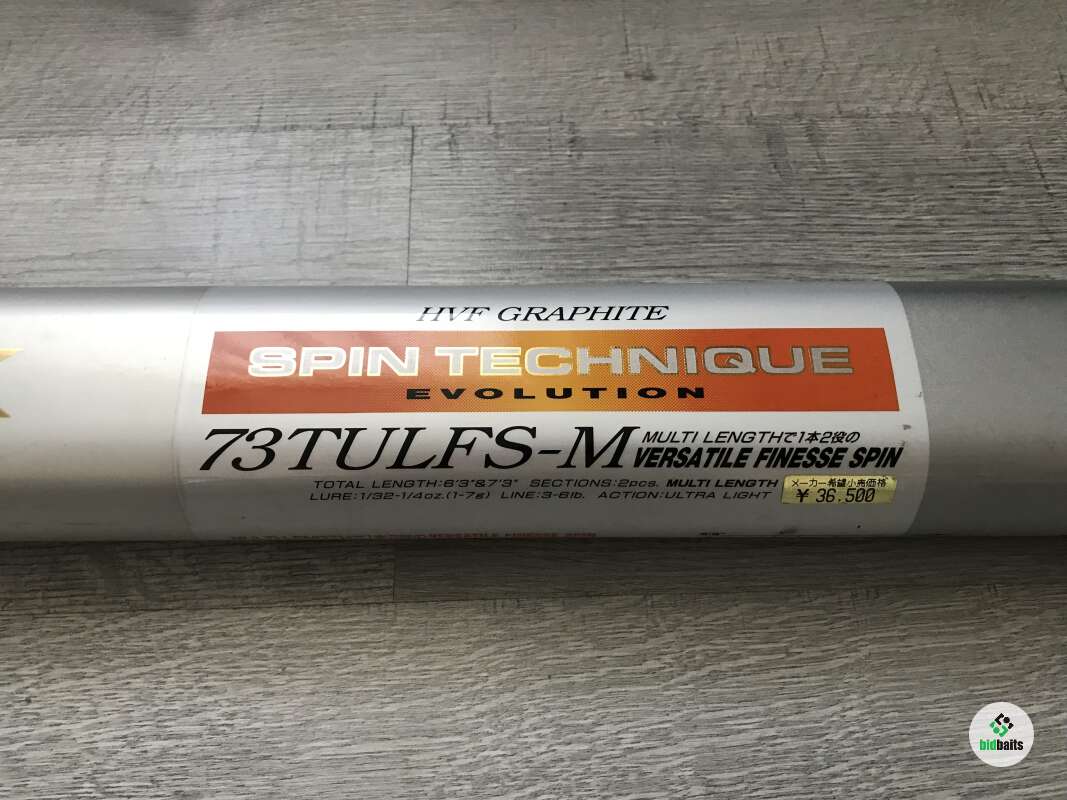 HVF GRAPHITE
SPIN TECHNIQUE
EVOLUTION
73TULFS-M
MULTI LENGTHで1本2役の
VERSATILE FINESSE SPIN
TOTAL LENGTH:6'3"&7'3" SECTIONS:2pcs. MULTI LENGTH
LURE:1/32-1/4oz.(1-7g) LINE:3-6lb. ACTION:ULTRA LIGHT
メーカー希望小売価格
¥ 36,500
VERSATILE FINESSE SPIN
bidbaits